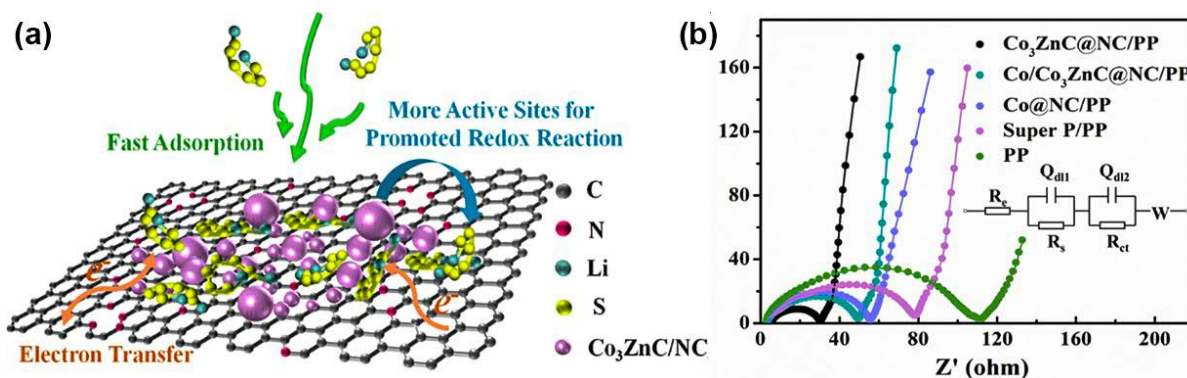 (a)
Fast Adsorption
More Active Sites for
Promoted Redox Reaction
C
N
Li
S
Co₃ZnC/NC
e⁻
e⁻
Electron Transfer
(b)
160
120
80
40
0
0 40 80 120 160 200
Z' (ohm)
Co₃ZnC@NC/PP
Co/Co₃ZnC@NC/PP
Co@NC/PP
Super P/PP
PP
Qdl1 Qdl2
Re W
Rs Rct